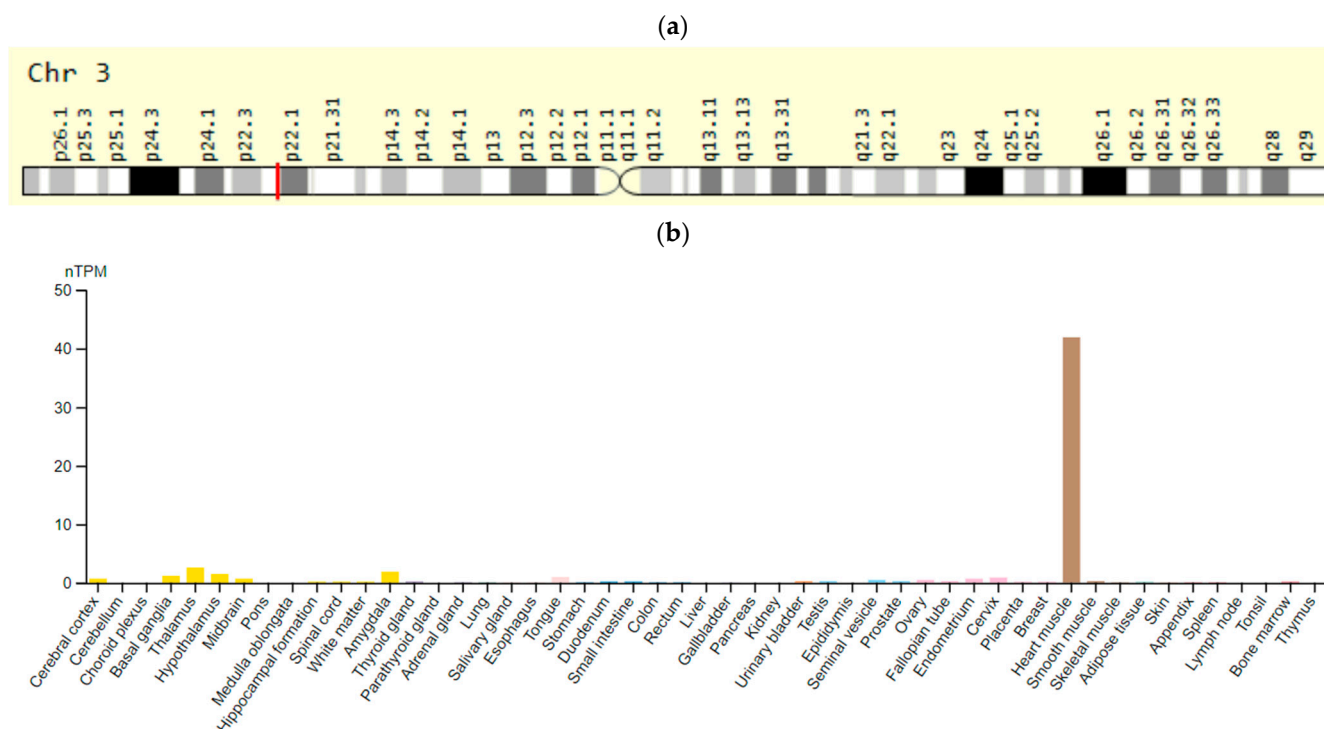 (a)
Chr 3
p26.1 p25.3 p25.1 p24.3 p24.1 p22.3 p22.1 p21.31 p14.3 p14.2 p14.1 p13 p12.3 p12.2 p12.1 p11.1 q11.1 q11.2 q13.11 q13.13 q13.31 q21.3 q22.1 q23 q24 q25.1 q25.2 q26.1 q26.2 q26.31 q26.32 q26.33 q28 q29
(b)
nTPM
50
40
30
20
10
0
Cerebral cortex
Cerebellum
Choroid plexus
Basal ganglia
Thalamus
Hypothalamus
Midbrain
Pons
Medulla oblongata
Hippocampal formation
Spinal cord
White matter
Amygdala
Thyroid gland
Parathyroid gland
Adrenal gland
Lung
Salivary gland
Esophagus
Tongue
Stomach
Duodenum
Small intestine
Colon
Rectum
Liver
Gallbladder
Pancreas
Kidney
Urinary bladder
Testis
Epididymis
Seminal vesicle
Prostate
Ovary
Fallopian tube
Endometrium
Cervix
Placenta
Breast
Heart muscle
Smooth muscle
Skeletal muscle
Adipose tissue
Skin
Appendix
Spleen
Lymph node
Tonsil
Bone marrow
Thymus